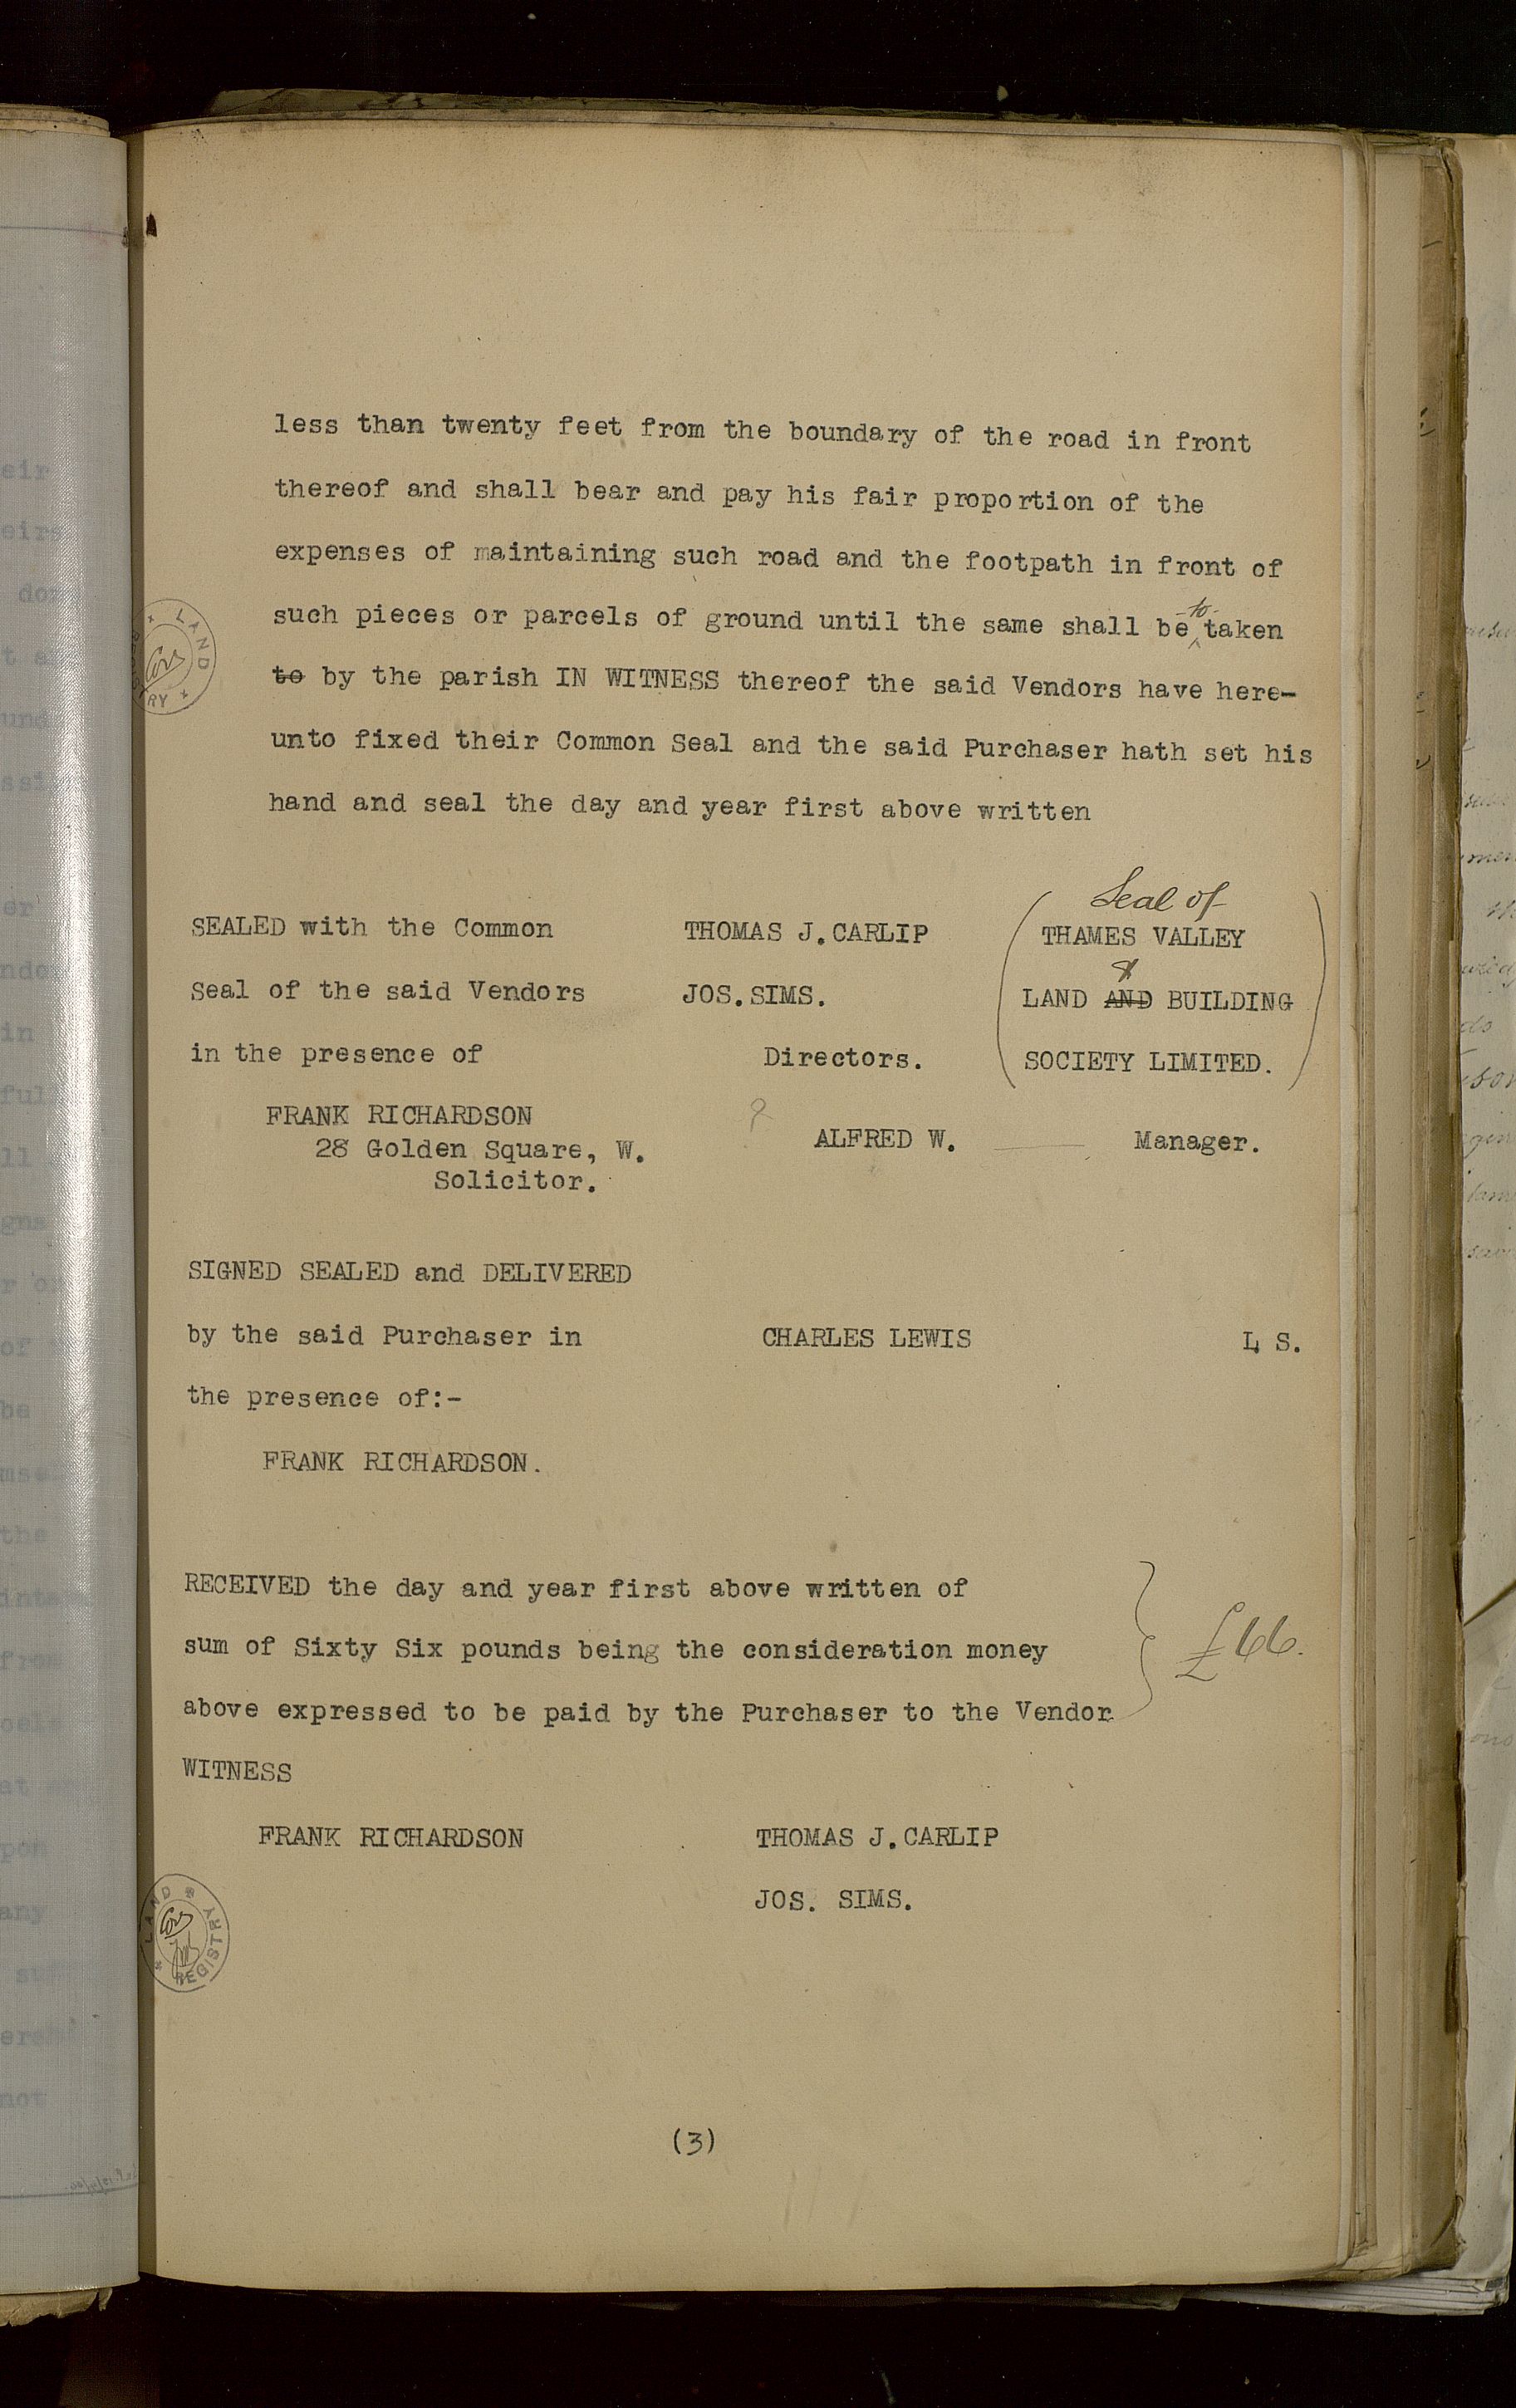 less than twenty feet from the boundary of the road in front
thereof and shall bear and pay his fair proportion of the
expenses of maintaining such road and the footpath in front of
such pieces or parcels of ground until the same shall be to taken
to by the parish IN WITNESS thereof the said Vendors have here-
unto fixed their Common Seal and the said Purchaser hath set his
hand and seal the day and year first above written
SEALED with the Common
Seal of the said Vendors
in the presence of
FRANK RICHARDSON
28 Golden Square, W.
Solicitor.
THOMAS J. CARLIP
JOS. SIMS.
Directors.
Seal of
THAMES VALLEY
&
LAND AND BUILDING
SOCIETY LIMITED.
?
ALFRED W. Manager.
SIGNED SEALED and DELIVERED
by the said Purchaser in
the presence of:-
FRANK RICHARDSON.
CHARLES LEWIS L S.
RECEIVED the day and year first above written of
sum of Sixty Six pounds being the consideration money
above expressed to be paid by the Purchaser to the Vendor
£66.
WITNESS
FRANK RICHARDSON
THOMAS J. CARLIP
JOS. SIMS.
LAND
RY
LAND
REGISTRY
(3)